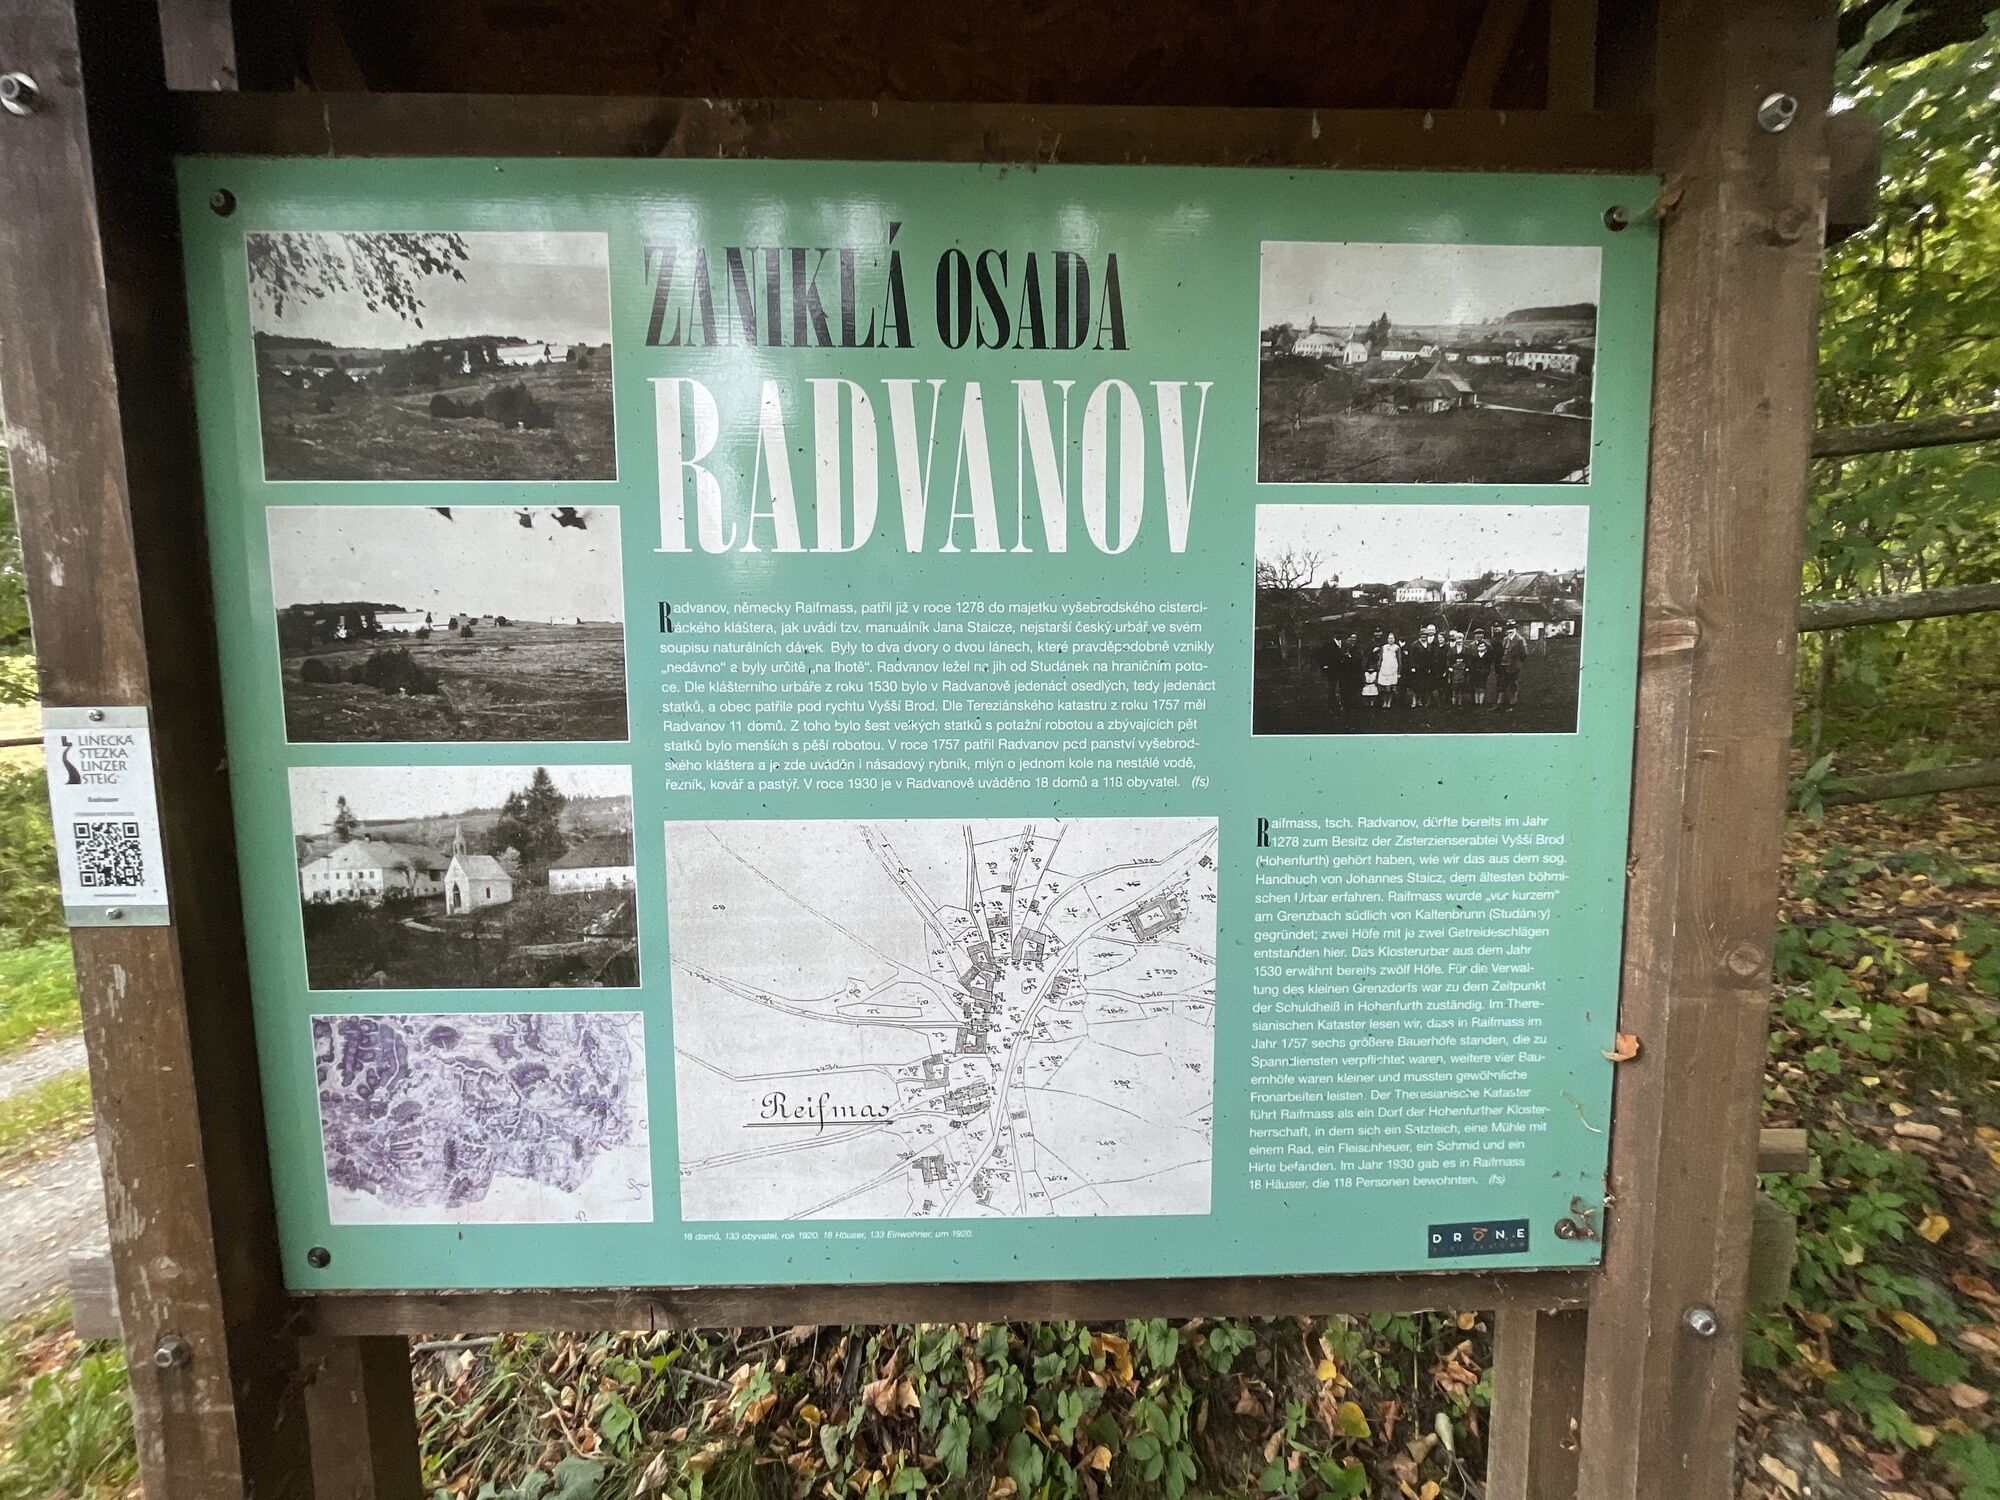 ZANIKLÁ OSADA
RADVANOV
Radvanov, německy Raifmass, patřil již v roce 1278 do majetku vyšebrodského cisterci-
áckého kláštera, jak uvádí tzv. manuálník Jana Staicze, nejstarší český urbář ve svém
soupisu naturálních dávek. Byly to dva dvory o dvou lánech, které pravděpodobně vznikly
„nedávno“ a byly určitě „na lhotě“. Radvanov ležel na jih od Studánek na hraničním poto-
ce. Dle klášterního urbáře z roku 1530 bylo v Radvanově jedenáct osedlých, tedy jedenáct
statků, a obec patřila pod rychtu Vyšší Brod. Dle Tereziánského katastru z roku 1757 měl
Radvanov 11 domů. Z toho bylo šest velkých statků s potažní robotou a zbývajících pět
statků bylo menších s pěší robotou. V roce 1757 patřil Radvanov pod panství vyšebrod-
ského kláštera a je zde uváděn i násadový rybník, mlýn o jednom kole na nestálé vodě,
řezník, kovář a pastýř. V roce 1930 je v Radvanově uváděno 18 domů a 118 obyvatel. (fs)
Reifmas
18 domů, 133 obyvatel, rok 1920. 18 Häuser, 133 Einwohner, um 1920.
Raifmass, tsch. Radvanov, dürfte bereits im Jahr
1278 zum Besitz der Zisterzienserabtei Vyšší Brod
(Hohenfurth) gehört haben, wie wir das aus dem sog.
Handbuch von Johannes Staicz, dem ältesten böhmi-
schen Urbar erfahren. Raifmass wurde „vor kurzem“
am Grenzbach südlich von Kaltenbrunn (Studánky)
gegründet; zwei Höfe mit je zwei Getreideschlägen
entstanden hier. Das Klosterurbar aus dem Jahr
1530 erwähnt bereits zwölf Höfe. Für die Verwal-
tung des kleinen Grenzdorfs war zu dem Zeitpunkt
der Schuldheiß in Hohenfurth zuständig. Im There-
sianischen Kataster lesen wir, dass in Raifmass im
Jahr 1757 sechs größere Bauerhöfe standen, die zu
Spanndiensten verpflichtet waren, weitere vier Bau-
ernhöfe waren kleiner und mussten gewöhnliche
Fronarbeiten leisten. Der Theresianische Kataster
führt Raifmass als ein Dorf der Hohenfurther Kloster-
herrschaft, in dem sich ein Satzteich, eine Mühle mit
einem Rad, ein Fleischheuer, ein Schmid und ein
Hirte befanden. Im Jahr 1930 gab es in Raifmass
18 Häuser, die 118 Personen bewohnten. (fs)
DRONE
LINECKÁ
STEZKA
LINZER
STEIG
Radvanov